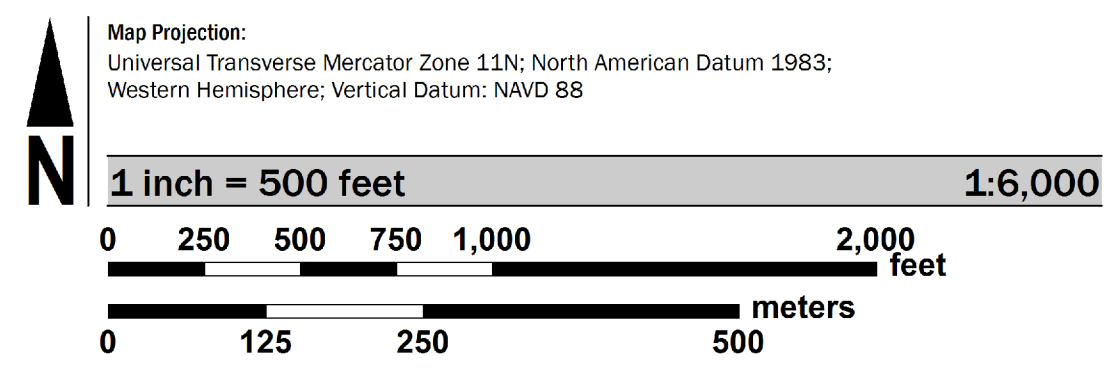 Map Projection:
Universal Transverse Mercator Zone 11N; North American Datum 1983;
Western Hemisphere; Vertical Datum: NAVD 88
N
1 inch = 500 feet 1:6,000
0 250 500 750 1,000 2,000
feet
meters
0 125 250 500